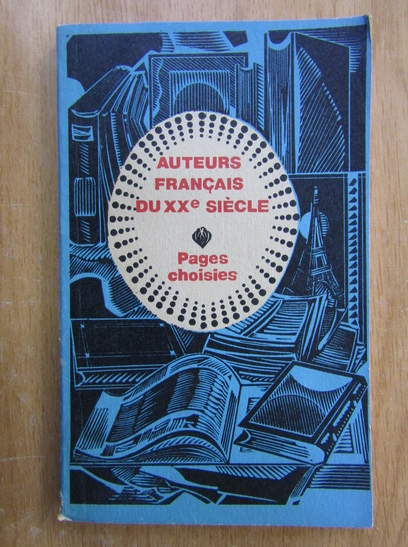 AUTEURS
FRANÇAIS
DU XXe SIÈCLE
Pages
choisies